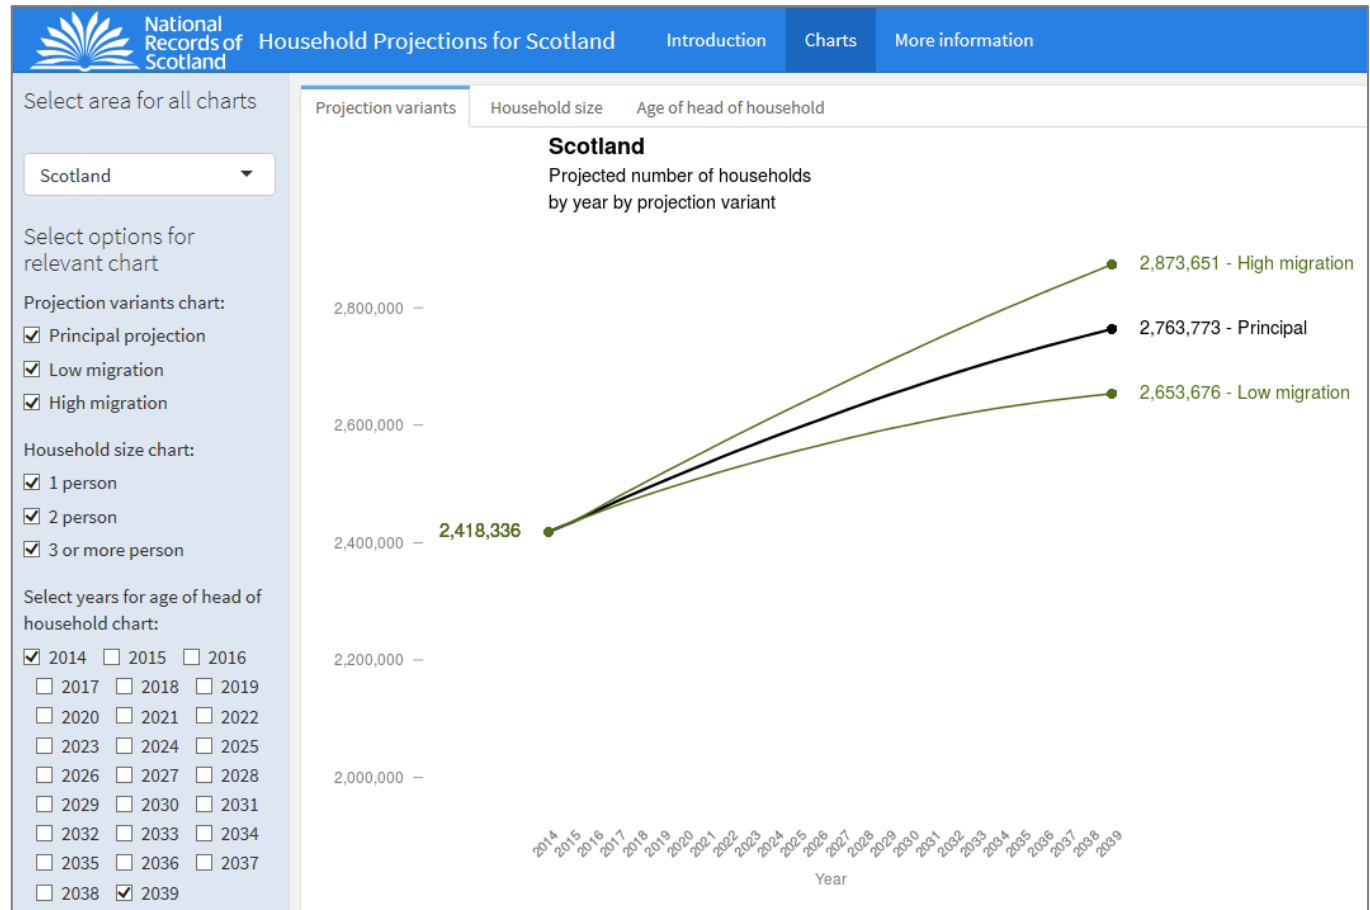 National
Records of
Scotland
Household Projections for Scotland
Introduction
Charts
More information
Select area for all charts
Scotland
Select options for
relevant chart
Projection variants chart:
Principal projection
Low migration
High migration
Household size chart:
1 person
2 person
3 or more person
Select years for age of head of
household chart:
2014 2015 2016
2017 2018 2019
2020 2021 2022
2023 2024 2025
2026 2027 2028
2029 2030 2031
2032 2033 2034
2035 2036 2037
2038 2039
Projection variants
Household size
Age of head of household
Scotland
Projected number of households
by year by projection variant
2,873,651 - High migration
2,800,000
2,763,773 - Principal
2,653,676 - Low migration
2,600,000
2,418,336
2,400,000
2,200,000
2,000,000
2014 2015 2016 2017 2018 2019 2020 2021 2022 2023 2024 2025 2026 2027 2028 2029 2030 2031 2032 2033 2034 2035 2036 2037 2038 2039
Year